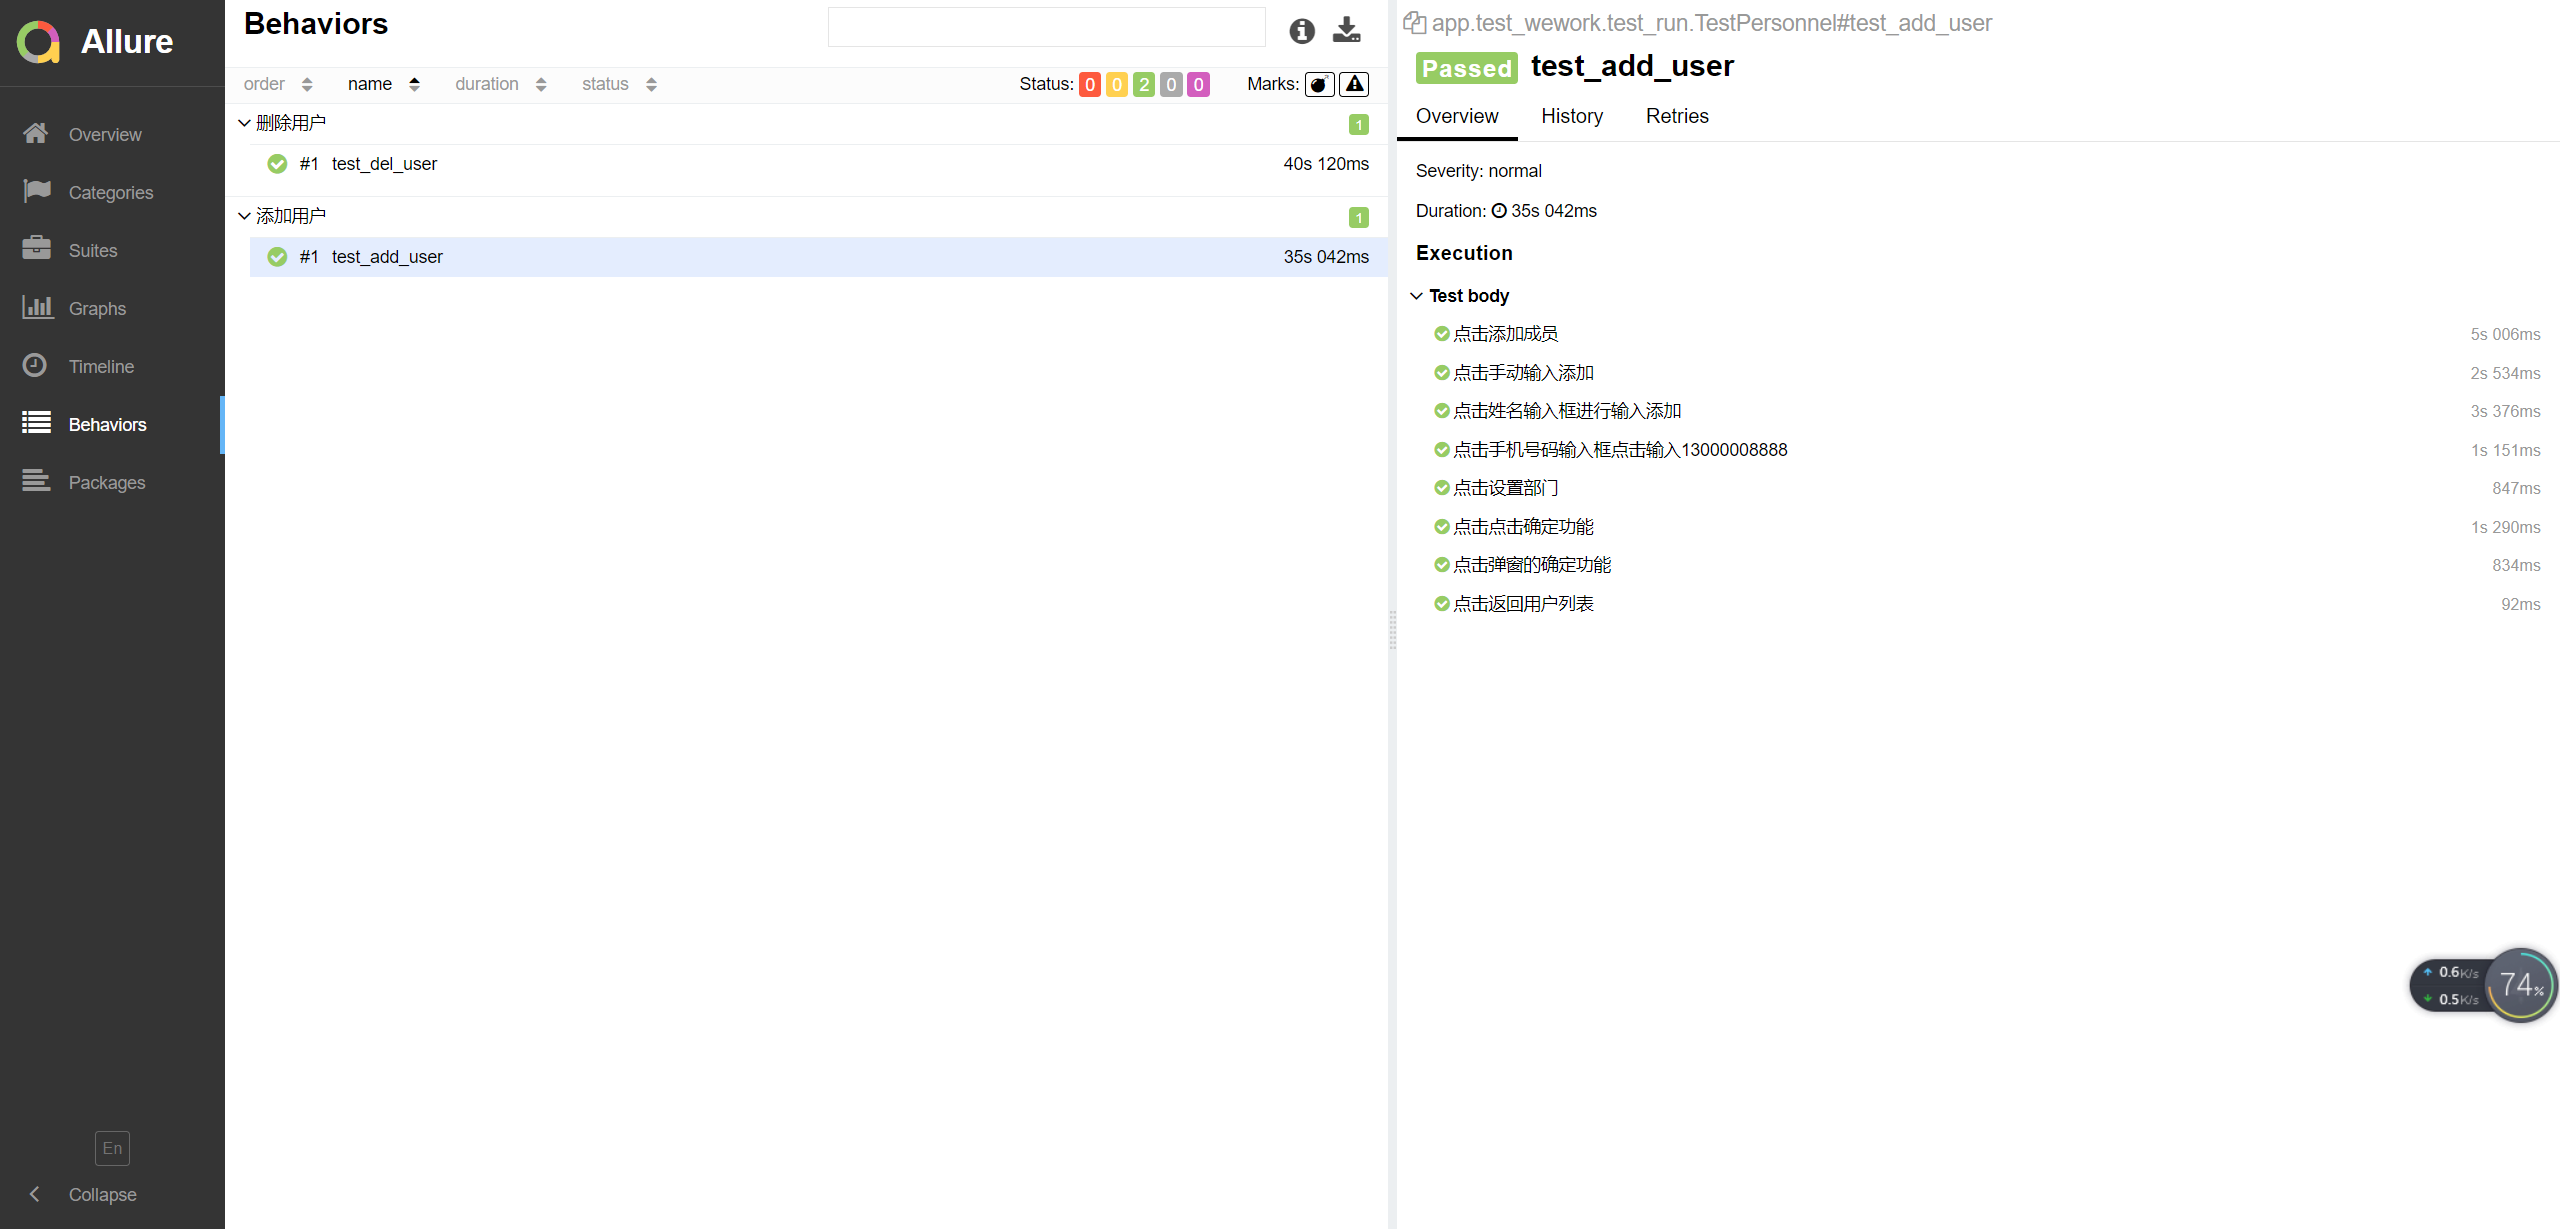 Allure
Overview
Categories
Suites
Graphs
Timeline
Behaviors
Packages
En
Collapse
Behaviors
order name duration status Status: 0 0 2 0 0 Marks:
删除用户 1
#1 test_del_user 40s 120ms
添加用户 1
#1 test_add_user 35s 042ms
app.test_wework.test_run.TestPersonnel#test_add_user
Passed test_add_user
Overview History Retries
Severity: normal
Duration: 35s 042ms
Execution
Test body
点击添加成员 5s 006ms
点击手动输入添加 2s 534ms
点击姓名输入框进行输入添加 3s 376ms
点击手机号码输入框点击输入13000008888 1s 151ms
点击设置部门 847ms
点击点击确定功能 1s 290ms
点击弹窗的确定功能 834ms
点击返回用户列表 92ms
0.6K/s
0.5K/s
74%